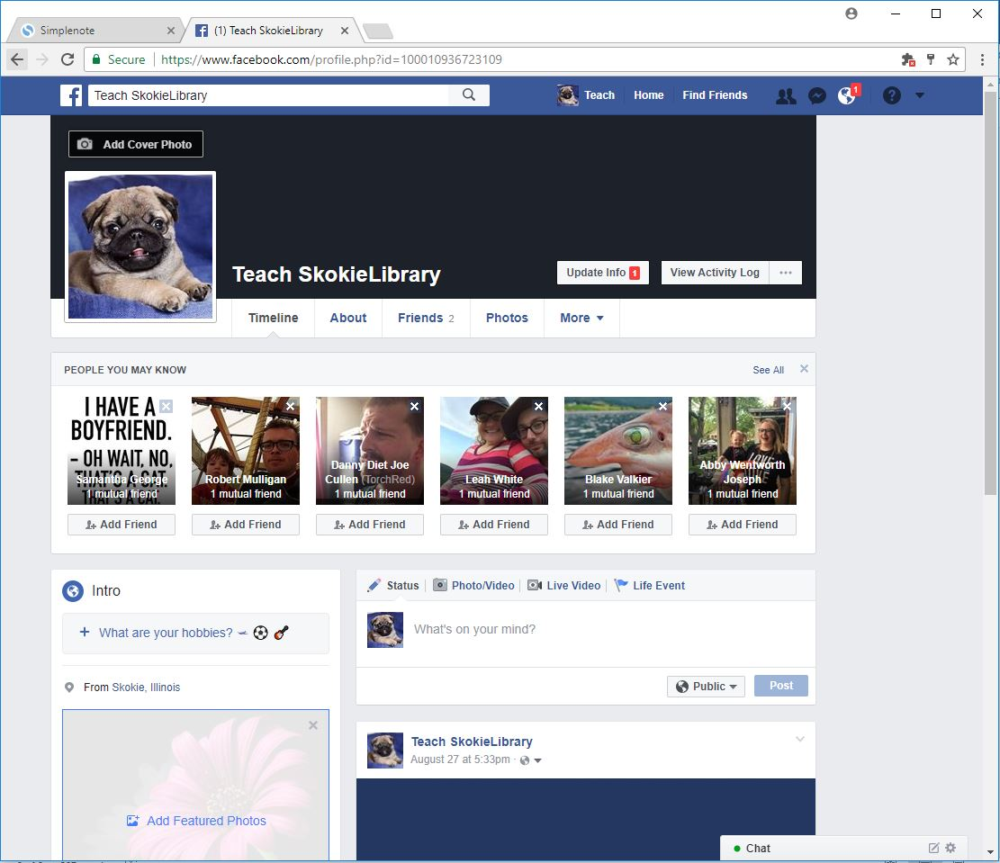 Simplenote
(1) Teach SkokieLibrary
Secure
https://www.facebook.com/profile.php?id=100010936723109
Teach SkokieLibrary
Teach
Home
Find Friends
1
Add Cover Photo
Teach SkokieLibrary
Update Info 1
View Activity Log
Timeline
About
Friends 2
Photos
More
PEOPLE YOU MAY KNOW
See All
I HAVE A
BOYFRIEND.
- OH WAIT, NO,
THAT'S A CAT.
Samantha George
1 mutual friend
Robert Mulligan
1 mutual friend
Danny Diet Joe
Cullen (TorchRed)
1 mutual friend
Leah White
1 mutual friend
Blake Valkier
1 mutual friend
Abby Wentworth
Joseph
1 mutual friend
Add Friend
Add Friend
Add Friend
Add Friend
Add Friend
Add Friend
Intro
What are your hobbies?
From Skokie, Illinois
Add Featured Photos
Status
Photo/Video
Live Video
Life Event
What's on your mind?
Public
Post
Teach SkokieLibrary
August 27 at 5:33pm ·
Chat